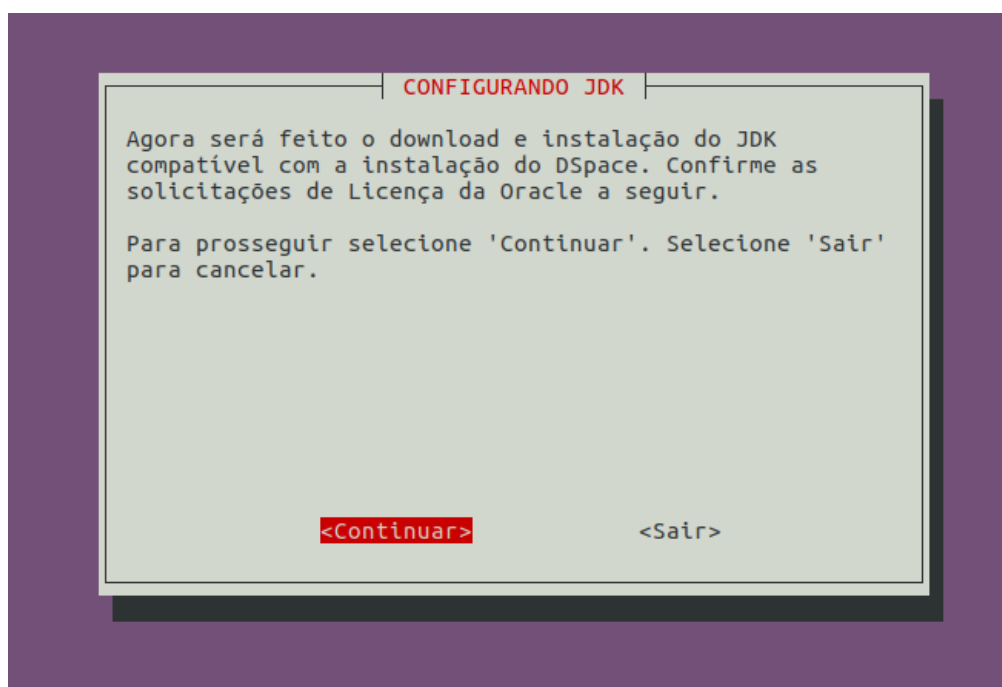 CONFIGURANDO JDK
Agora será feito o download e instalação do JDK
compatível com a instalação do DSpace. Confirme as
solicitações de Licença da Oracle a seguir.
Para prosseguir selecione 'Continuar'. Selecione 'Sair'
para cancelar.
<Continuar> <Sair>